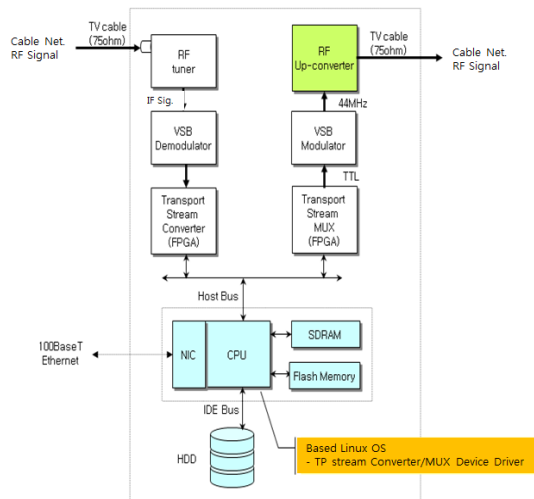 TV cable
(75ohm)
Cable Net.
RF Signal
RF
tuner
RF
Up-converter
TV cable
(75ohm)
Cable Net.
RF Signal
IF Sig.
44MHz
VSB
Demodulator
VSB
Modulator
TTL
Transport
Stream
Converter
(FPGA)
Transport
Stream
MUX
(FPGA)
Host Bus
100BaseT
Ethernet
NIC
CPU
SDRAM
Flash Memory
IDE Bus
HDD
Based Linux OS
- TP stream Converter/MUX Device Driver